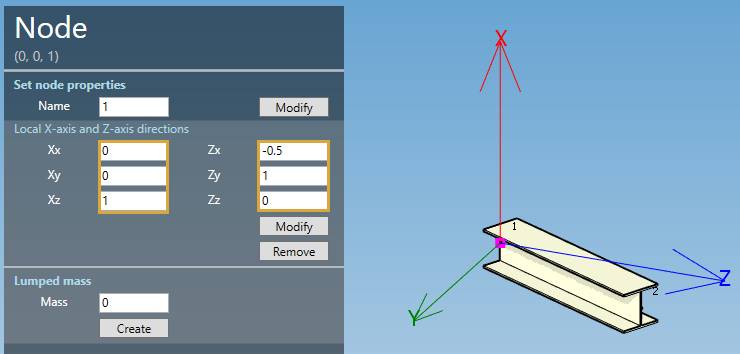 Node
(0, 0, 1)
Set node properties
Name 1 Modify
Local X-axis and Z-axis directions
Xx 0 Zx -0.5
Xy 0 Zy 1
Xz 1 Zz 0
Modify
Remove
Lumped mass
Mass 0
Create
X
1
Z
2
Y